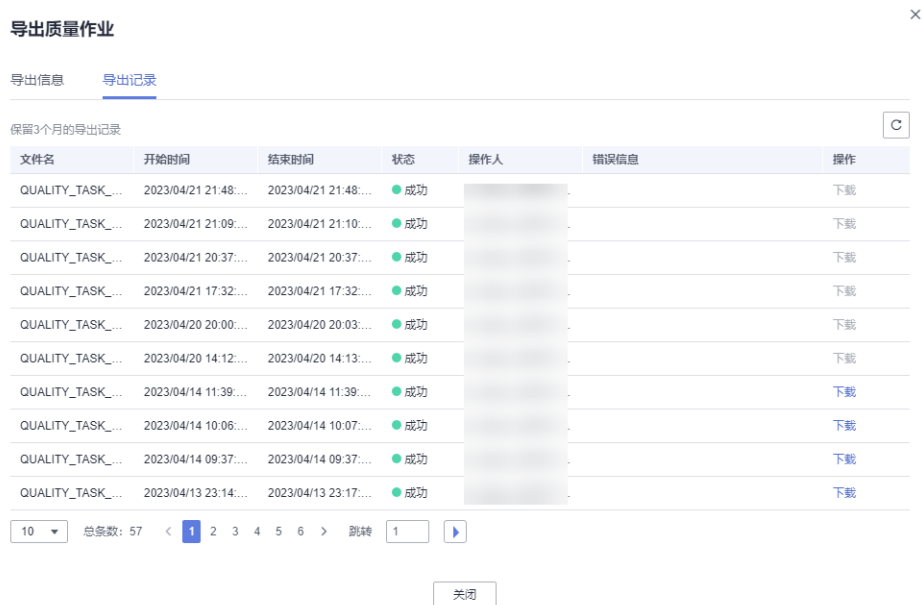 导出质量作业
导出信息 导出记录
保留3个月的导出记录
文件名 开始时间 结束时间 状态 操作人 错误信息 操作
QUALITY_TASK_... 2023/04/21 21:48:... 2023/04/21 21:48:... 成功 下载
QUALITY_TASK_... 2023/04/21 21:09:... 2023/04/21 21:10:... 成功 下载
QUALITY_TASK_... 2023/04/21 20:37:... 2023/04/21 20:37:... 成功 下载
QUALITY_TASK_... 2023/04/21 17:32:... 2023/04/21 17:32:... 成功 下载
QUALITY_TASK_... 2023/04/20 20:00:... 2023/04/20 20:03:... 成功 下载
QUALITY_TASK_... 2023/04/20 14:12:... 2023/04/20 14:13:... 成功 下载
QUALITY_TASK_... 2023/04/14 11:39:... 2023/04/14 11:39:... 成功 下载
QUALITY_TASK_... 2023/04/14 10:06:... 2023/04/14 10:07:... 成功 下载
QUALITY_TASK_... 2023/04/14 09:37:... 2023/04/14 09:37:... 成功 下载
QUALITY_TASK_... 2023/04/13 23:14:... 2023/04/13 23:17:... 成功 下载
10 总条数: 57 < 1 2 3 4 5 6 > 跳转 1
关闭